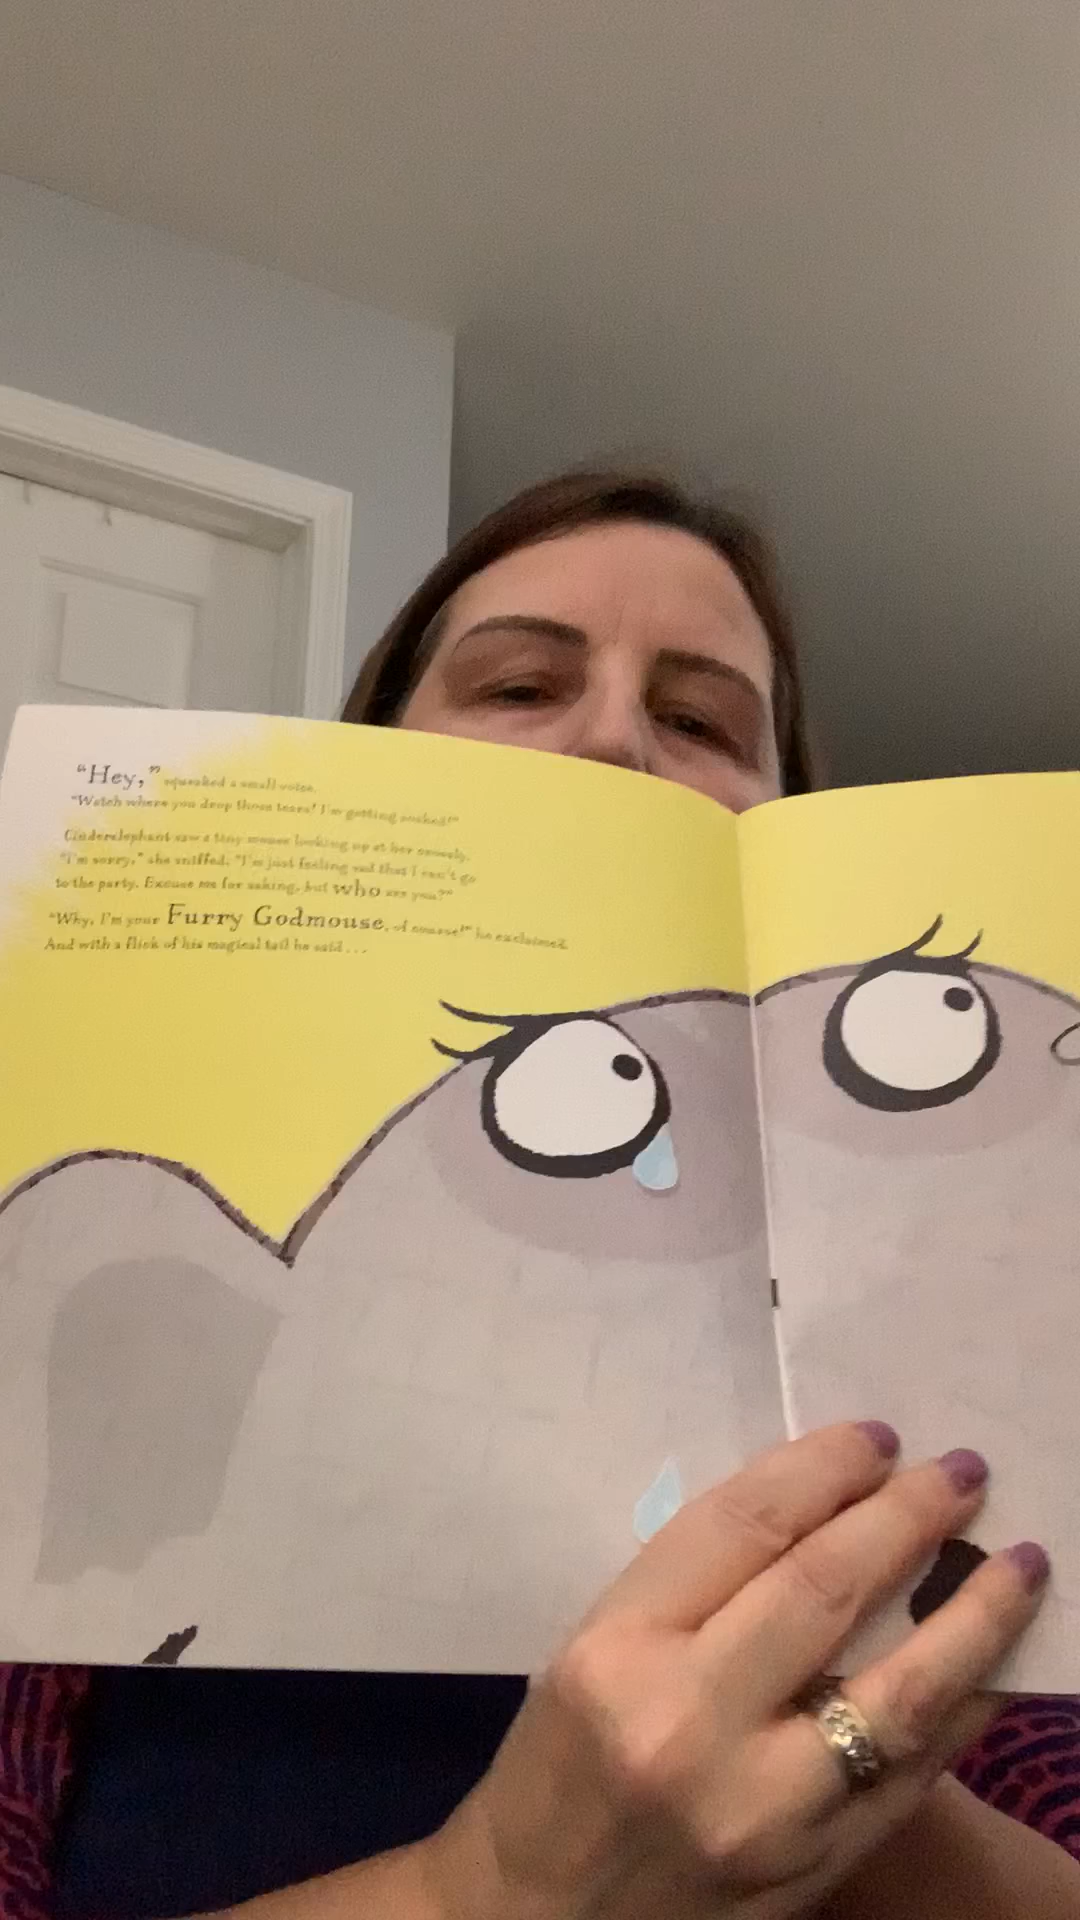 “Hey,” squeaked a small voice.
“Watch where you drop those tears! I’m getting soaked!”
Cinderelephant saw a tiny mouse looking up at her crossly.
“I’m sorry,” she sniffed, “I’m just feeling sad that I can’t go
to the party. Excuse me for asking, but who are you?”
“Why, I’m your Furry Godmouse, of course!” he exclaimed.
And with a flick of his magical tail he said . . .